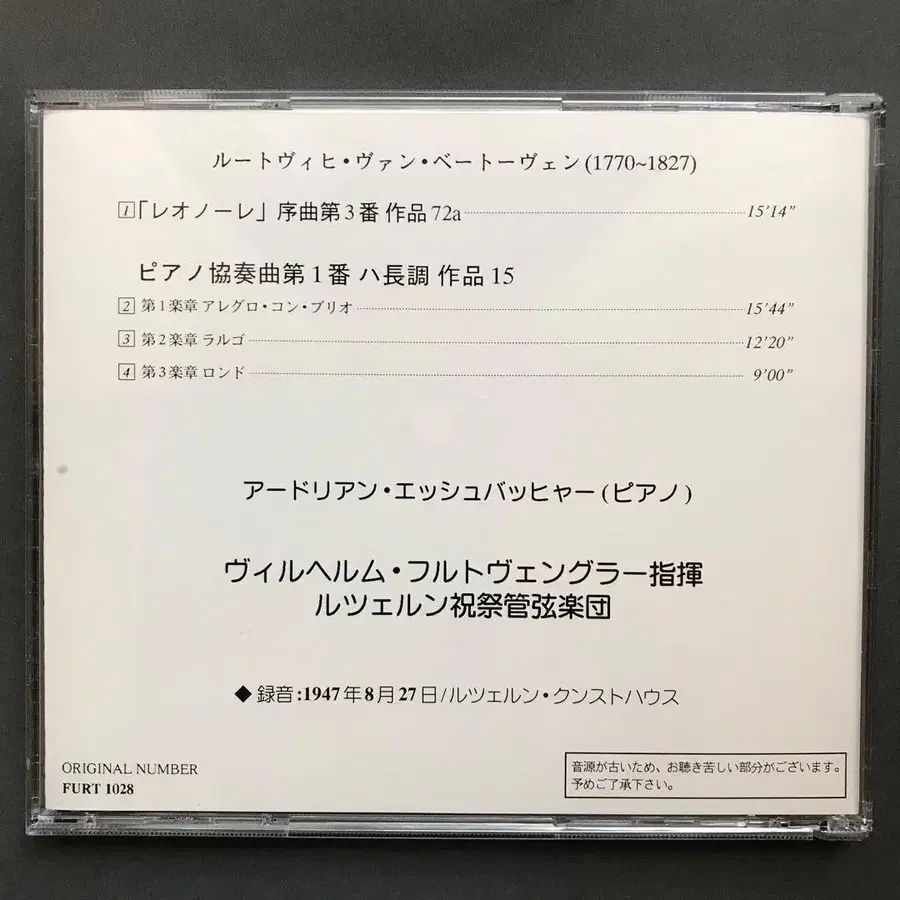 ルートヴィヒ・ヴァン・ベートーヴェン(1770~1827)
1 「レオノーレ」序曲第3番 作品72a 15'14"
ピアノ協奏曲第1番 ハ長調 作品15
2 第1楽章 アレグロ・コン・ブリオ 15'44"
3 第2楽章 ラルゴ 12'20"
4 第3楽章 ロンド 9'00"
アードリアン・エッシュバッヒャー(ピアノ)
ヴィルヘルム・フルトヴェングラー指揮
ルツェルン祝祭管弦楽団
◆録音:1947年8月27日/ルツェルン・クンストハウス
ORIGINAL NUMBER
FURT 1028
音源が古いため、お聴き苦しい部分がございます。
予めご了承下さい。